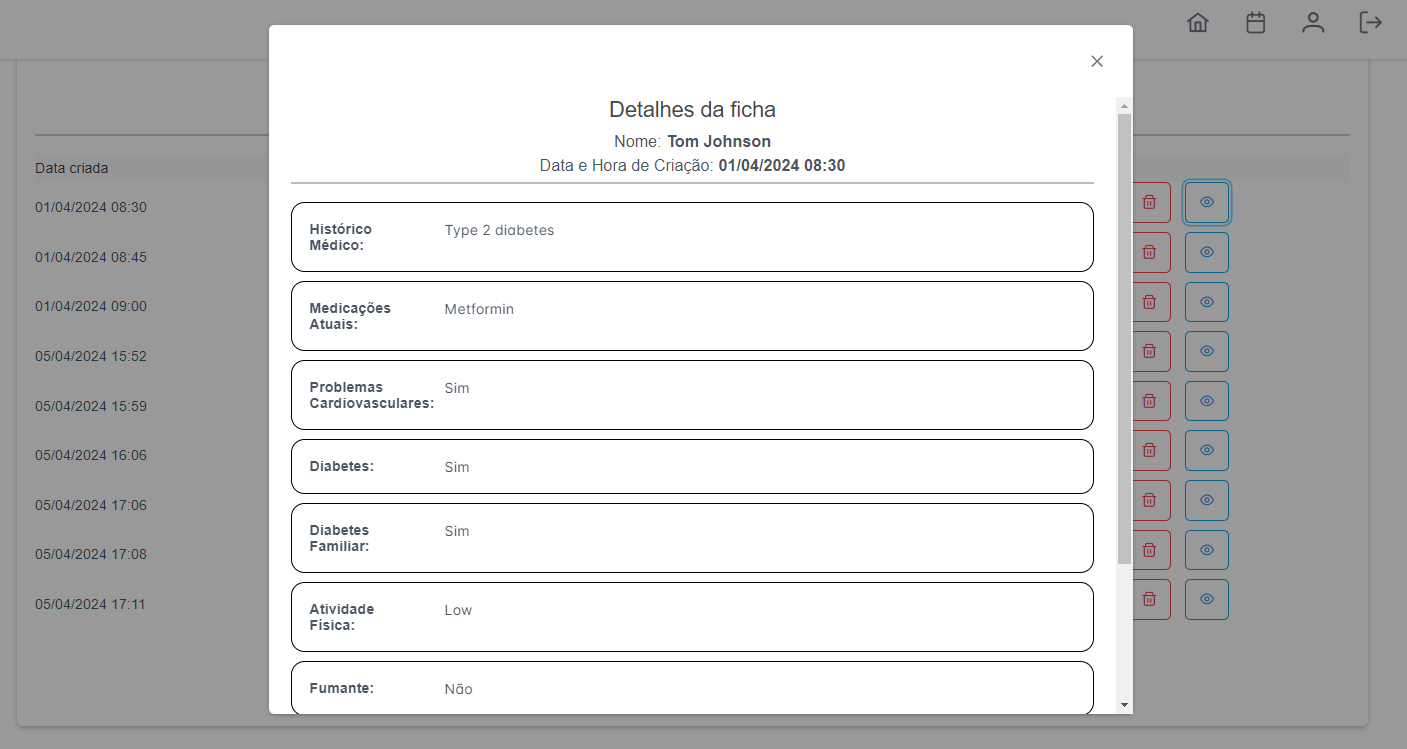 Detalhes da ficha
Nome: Tom Johnson
Data e Hora de Criação: 01/04/2024 08:30
Histórico
Médico:
Type 2 diabetes
Medicações
Atuais:
Metformin
Problemas
Cardiovasculares:
Sim
Diabetes:
Sim
Diabetes
Familiar:
Sim
Atividade
Física:
Low
Fumante:
Não
Data criada
01/04/2024 08:30
01/04/2024 08:45
01/04/2024 09:00
05/04/2024 15:52
05/04/2024 15:59
05/04/2024 16:06
05/04/2024 17:06
05/04/2024 17:08
05/04/2024 17:11